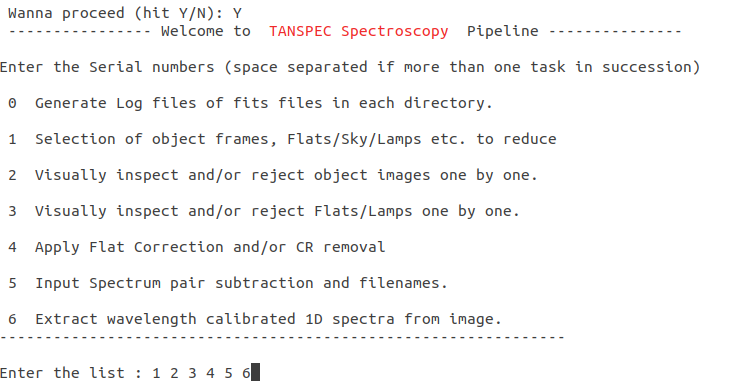 Wanna proceed (hit Y/N): Y
--------------- Welcome to  TANSPEC Spectroscopy  Pipeline ---------------
Enter the Serial numbers (space separated if more than one task in succession)
0  Generate Log files of fits files in each directory.
1  Selection of object frames, Flats/Sky/Lamps etc. to reduce
2  Visually inspect and/or reject object images one by one.
3  Visually inspect and/or reject Flats/Lamps one by one.
4  Apply Flat Correction and/or CR removal
5  Input Spectrum pair subtraction and filenames.
6  Extract wavelength calibrated 1D spectra from image.
---------------------------------------------------------------
Enter the list : 1 2 3 4 5 6